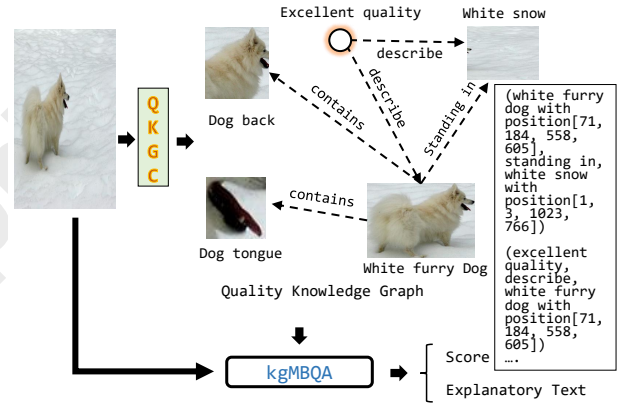 Excellent quality
White snow
describe
describe
contains
Standing in
Q
K
G
C
Dog back
contains
Dog tongue
White furry Dog
Quality Knowledge Graph
(white furry
dog with
position[71,
184, 558,
605],
standing in,
white snow
with
position[1,
3, 1023,
766])
(excellent
quality,
describe,
white furry
dog with
position[71,
184, 558,
605])
….
kgMBQA
Score
Explanatory Text